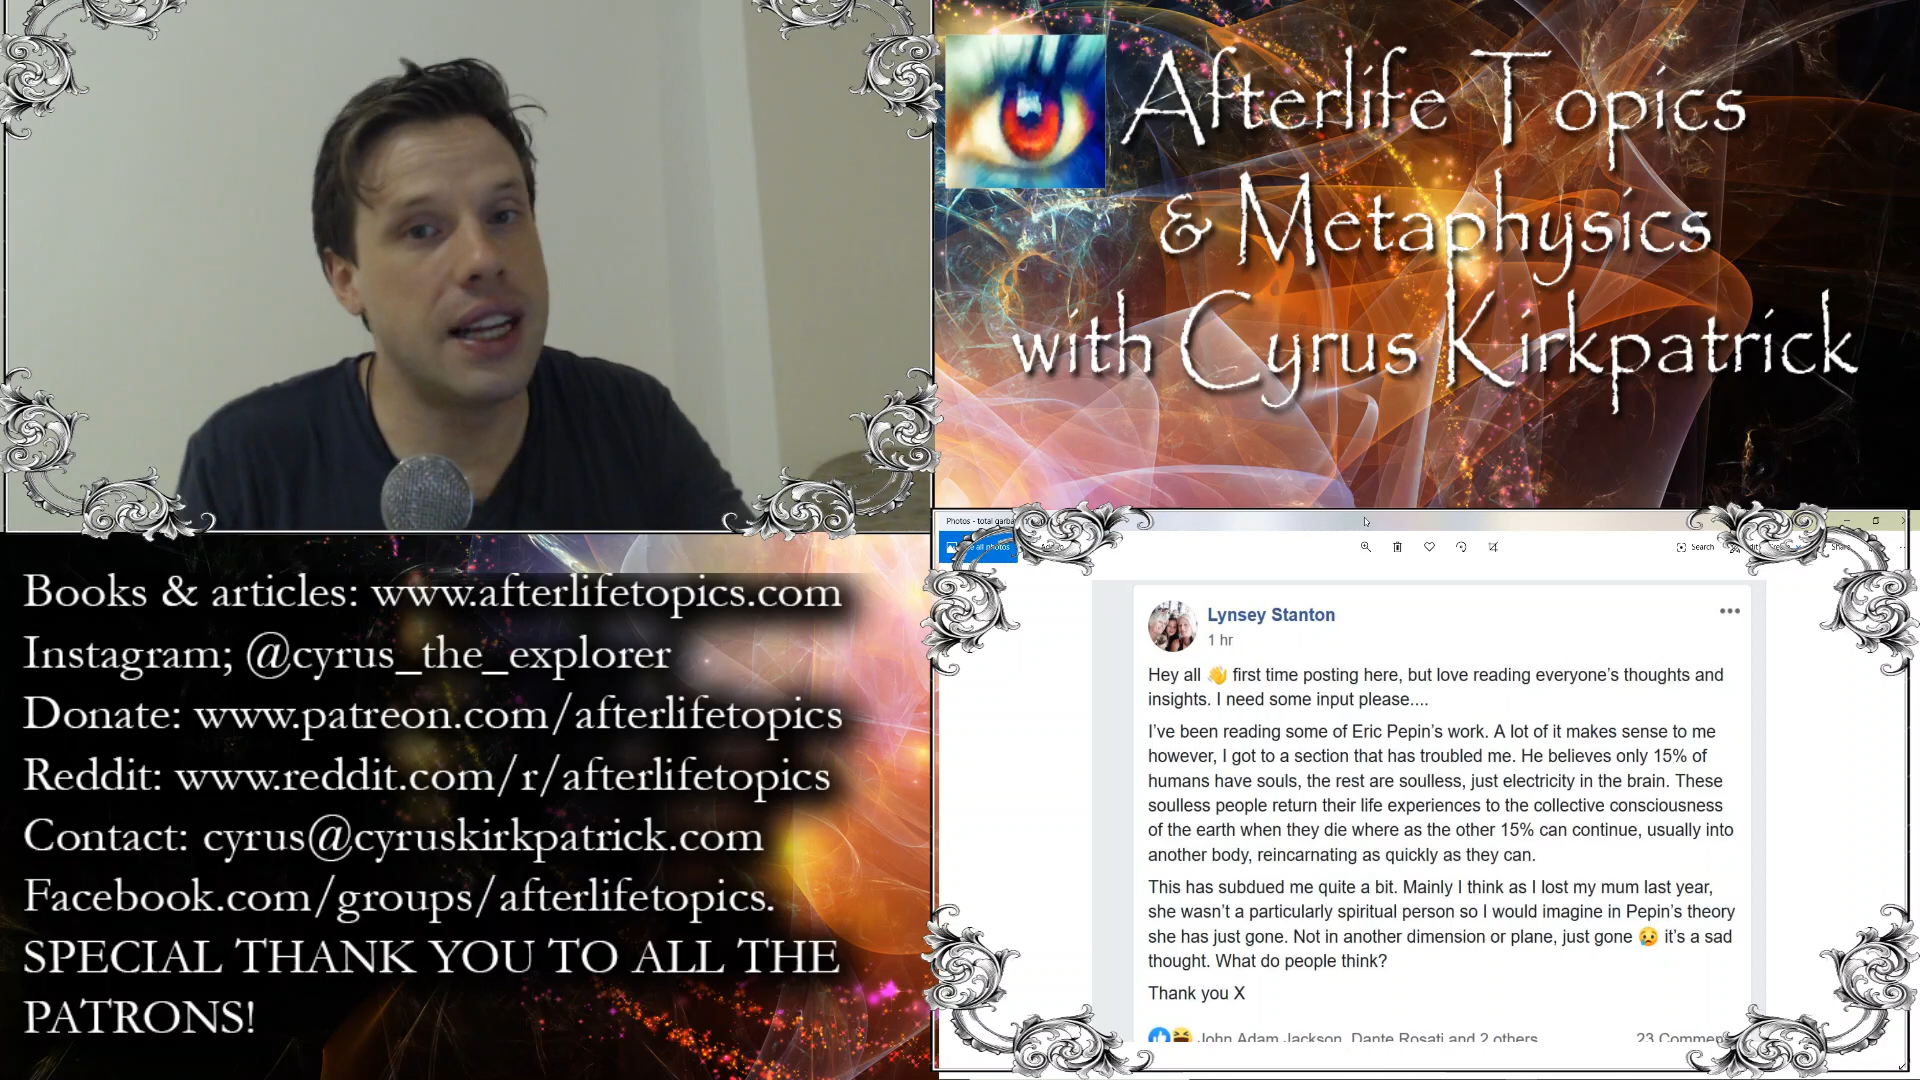 Afterlife Topics
& Metaphysics
with Cyrus Kirkpatrick
Books & articles: www.afterlifetopics.com
Instagram; @cyrus_the_explorer
Donate: www.patreon.com/afterlifetopics
Reddit: www.reddit.com/r/afterlifetopics
Contact: cyrus@cyruskirkpatrick.com
Facebook.com/groups/afterlifetopics.
SPECIAL THANK YOU TO ALL THE
PATRONS!
Photos - total
all photos
Search
Lynsey Stanton
1 hr
Hey all 👋 first time posting here, but love reading everyone's thoughts and
insights. I need some input please....
I've been reading some of Eric Pepin's work. A lot of it makes sense to me
however, I got to a section that has troubled me. He believes only 15% of
humans have souls, the rest are soulless, just electricity in the brain. These
soulless people return their life experiences to the collective consciousness
of the earth when they die where as the other 15% can continue, usually into
another body, reincarnating as quickly as they can.
This has subdued me quite a bit. Mainly I think as I lost my mum last year,
she wasn't a particularly spiritual person so I would imagine in Pepin's theory
she has just gone. Not in another dimension or plane, just gone 😥 it's a sad
thought. What do people think?
Thank you X
John Adam Jackson, Dante Rosati and 2 others
23